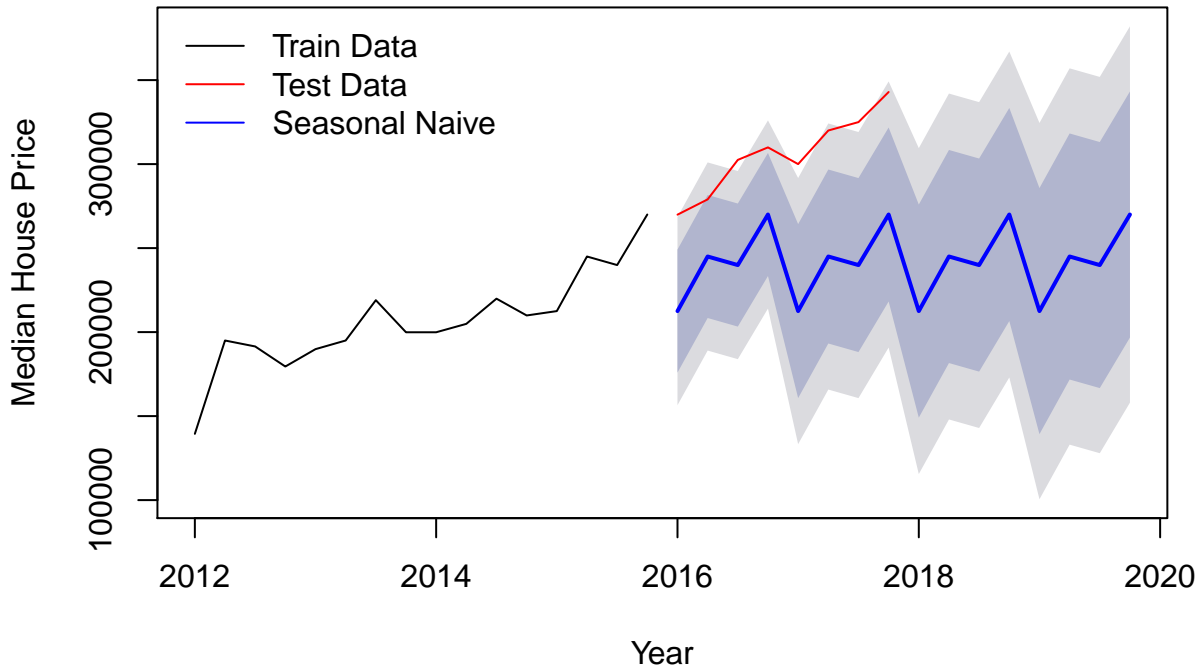 Train Data
Test Data
Seasonal Naive
Median House Price
300000
200000
100000
2012 2014 2016 2018 2020
Year